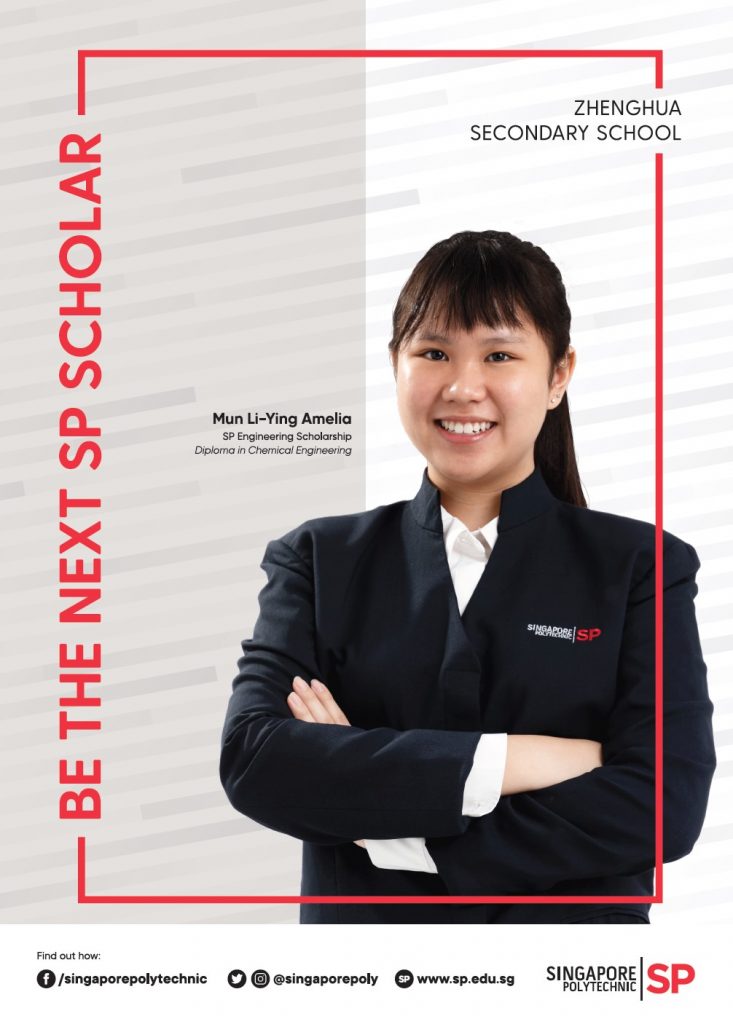 ZHENGHUA
SECONDARY SCHOOL
BE THE NEXT SP SCHOLAR
Mun Li-Ying Amelia
SP Engineering Scholarship
Diploma in Chemical Engineering
SINGAPORE
POLYTECHNIC SP
Find out how:
/singaporepolytechnic @singaporepoly SP www.sp.edu.sg
SINGAPORE
POLYTECHNIC SP